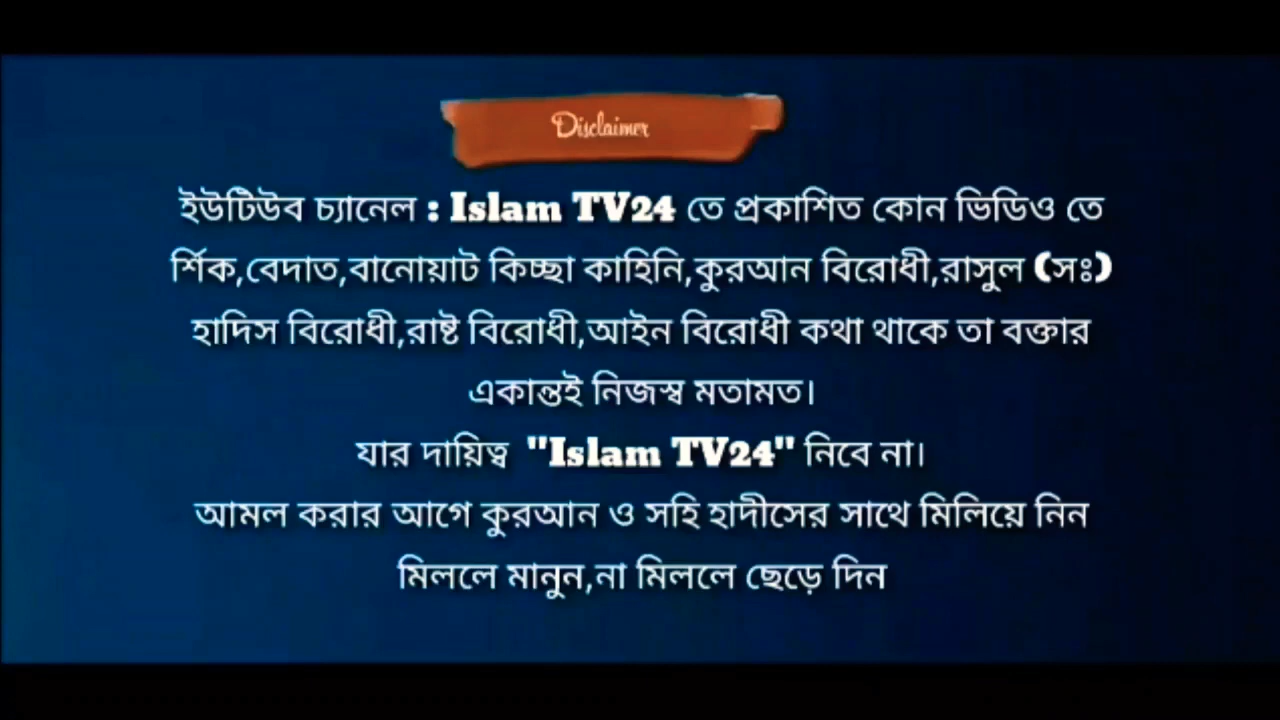 Disclaimer
ইউটিউব চ্যানেল : Islam TV24 তে প্রকাশিত কোন ভিডিও তে
র্শিক,বেদাত,বানোয়াট কিচ্ছা কাহিনি,কুরআন বিরোধী,রাসুল (সঃ)
হাদিস বিরোধী,রাষ্ট বিরোধী,আইন বিরোধী কথা থাকে তা বক্তার
একান্তই নিজস্ব মতামত।
যার দায়িত্ব "Islam TV24" নিবে না।
আমল করার আগে কুরআন ও সহি হাদীসের সাথে মিলিয়ে নিন
মিললে মানুন,না মিললে ছেড়ে দিন